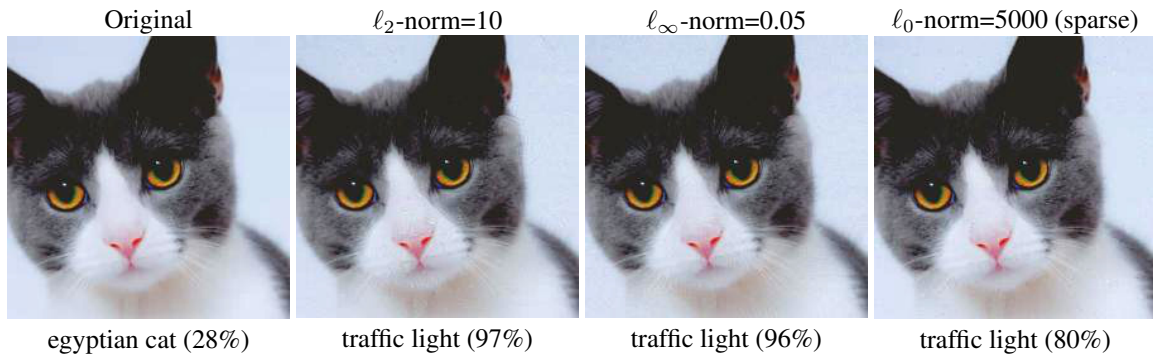 Original
ℓ₂-norm=10
ℓ∞-norm=0.05
ℓ₀-norm=5000 (sparse)
egyptian cat (28%)
traffic light (97%)
traffic light (96%)
traffic light (80%)